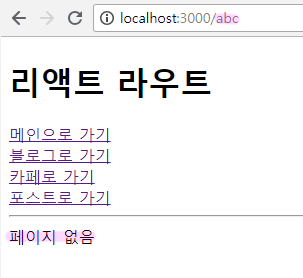 localhost:3000/abc
리액트 라우트
메인으로 가기
블로그로 가기
카페로 가기
포스트로 가기
페이지 없음